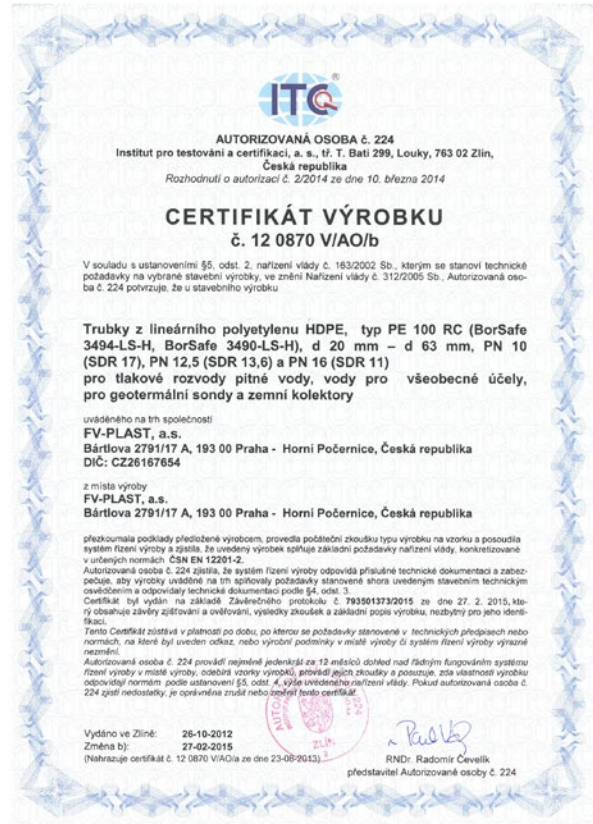 ITC
®
AUTORIZOVANÁ OSOBA č. 224
Institut pro testování a certifikaci, a. s., tř. T. Bati 299, Louky, 763 02 Zlín,
Česká republika
Rozhodnutí o autorizaci č. 2/2014 ze dne 10. března 2014
CERTIFIKÁT VÝROBKU
č. 12 0870 V/AO/b
V souladu s ustanoveními §5, odst. 2, nařízení vlády č. 163/2002 Sb., kterým se stanoví technické
požadavky na vybrané stavební výrobky, ve znění Nařízení vlády č. 312/2005 Sb., Autorizovaná oso-
ba č. 224 potvrzuje, že u stavebního výrobku
Trubky z lineárního polyetylenu HDPE, typ PE 100 RC (BorSafe
3494-LS-H, BorSafe 3490-LS-H), d 20 mm – d 63 mm, PN 10
(SDR 17), PN 12,5 (SDR 13,6) a PN 16 (SDR 11)
pro tlakové rozvody pitné vody, vody pro všeobecné účely,
pro geotermální sondy a zemní kolektory
uváděného na trh společností
FV-PLAST, a.s.
Bártlova 2791/17 A, 193 00 Praha - Horní Počernice, Česká republika
DIČ: CZ26167654
z místa výroby
FV-PLAST, a.s.
Bártlova 2791/17 A, 193 00 Praha - Horní Počernice, Česká republika
přezkoumala podklady předložené výrobcem, provedla počáteční zkoušku typu výrobku na vzorku a posoudila
systém řízení výroby a zjistila, že uvedený výrobek splňuje základní požadavky nařízení vlády, konkretizované
v určených normách ČSN EN 12201-2.
Autorizovaná osoba č. 224 zjistila, že systém řízení výroby odpovídá příslušné technické dokumentaci a zabez-
pečuje, aby výrobky uváděné na trh splňovaly požadavky stanovené shora uvedeným stavebním technickým
osvědčením a odpovídaly technické dokumentaci podle §4, odst. 3.
Certifikát byl vydán na základě Závěrečného protokolu č. 793501373/2015 ze dne 27. 2. 2015, kte-
rý obsahuje závěry zjišťování a ověřování, výsledky zkoušek a základní popis výrobku, nezbytný pro jeho identi-
fikaci.
Tento Certifikát zůstává v platnosti po dobu, po kterou se požadavky stanovené v technických předpisech nebo
normách, na které byl uveden odkaz, nebo výrobní podmínky v místě výroby či systém řízení výroby výrazně
nezmění.
Autorizovaná osoba č. 224 provádí nejméně jedenkrát za 12 měsíců dohled nad řádným fungováním systému
řízení výroby v místě výroby, odebírá vzorky výrobků, provádí jejich zkoušky a posuzuje, zda vlastnosti výrobku
odpovídají normám podle ustanovení §5, odst. 4, výše uvedeného nařízení vlády. Pokud autorizovaná osoba č.
224 zjistí nedostatky, je oprávněna zrušit nebo změnit tento certifikát.
Vydáno ve Zlíně: 26-10-2012
Změna b): 27-02-2015
(Nahrazuje certifikát č. 12 0870 V/AO/a ze dne 23-08-2013)
ZLÍN
RNDr. Radomír Čevelík
představitel Autorizované osoby č. 224